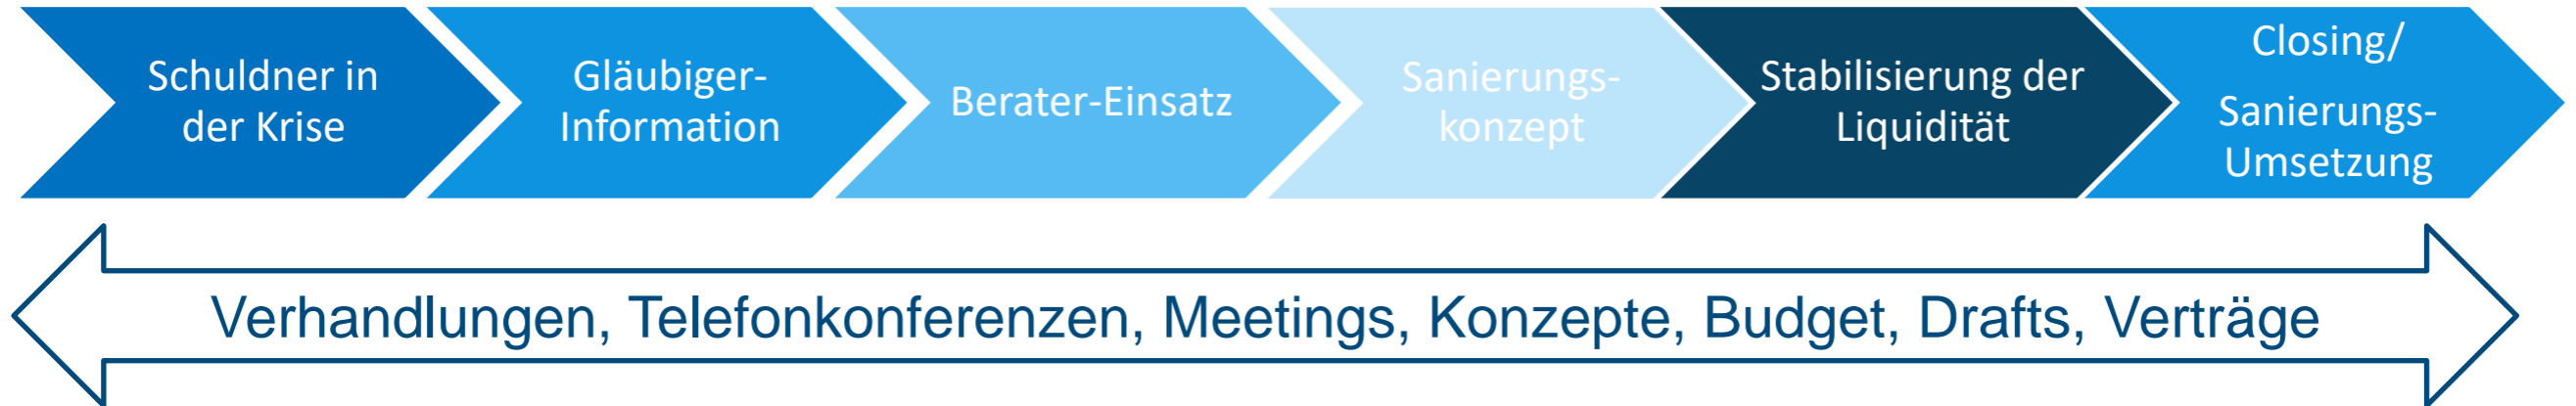 Schuldner in
der Krise
Gläubiger-
Information
Berater-Einsatz
Sanierungs-
konzept
Stabilisierung der
Liquidität
Closing/
Sanierungs-
Umsetzung
Verhandlungen, Telefonkonferenzen, Meetings, Konzepte, Budget, Drafts, Verträge